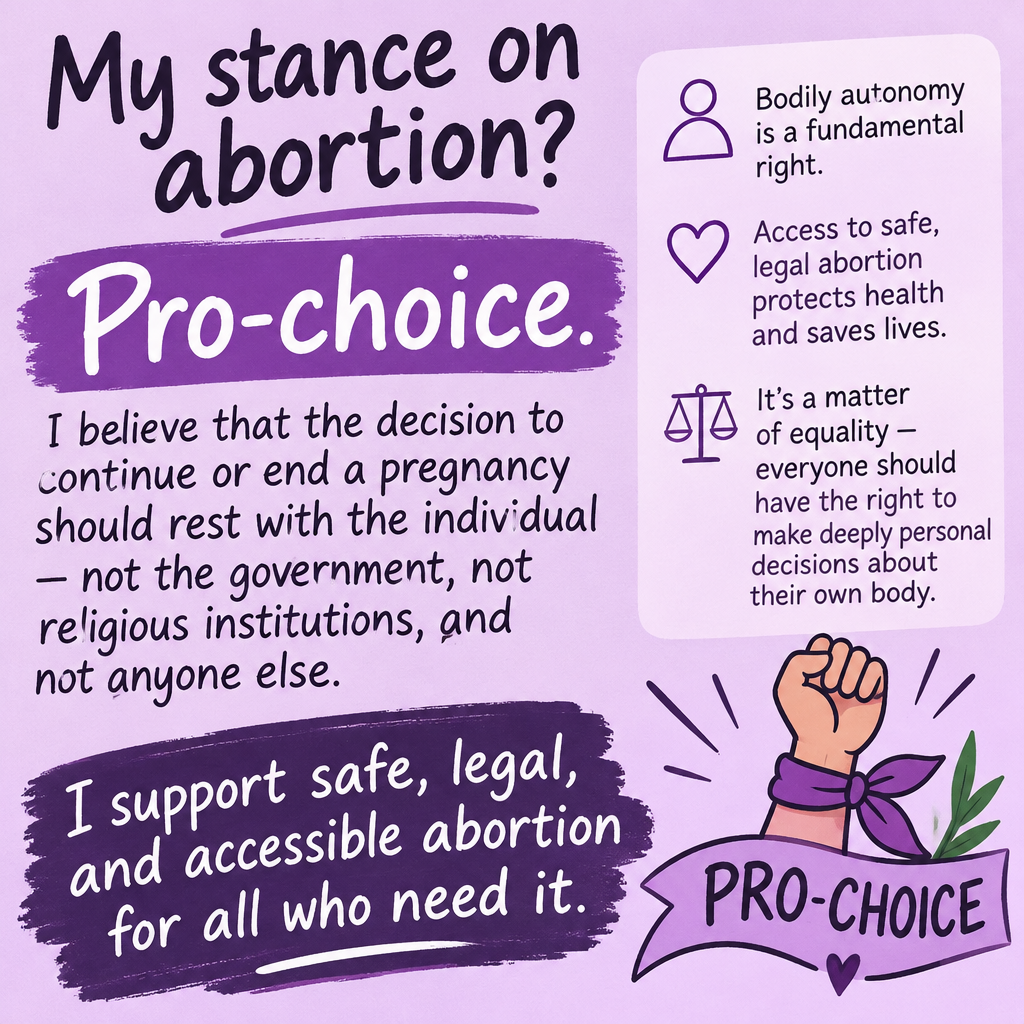 My stance on
abortion?
Pro-choice.
I believe that the decision to
continue or end a pregnancy
should rest with the individual
— not the government, not
religious institutions, and
not anyone else.
I support safe, legal,
and accessible abortion
for all who need it.
Bodily autonomy
is a fundamental
right.
Access to safe,
legal abortion
protects health
and saves lives.
It's a matter
of equality —
everyone should
have the right to
make deeply personal
decisions about
their own body.
PRO-CHOICE